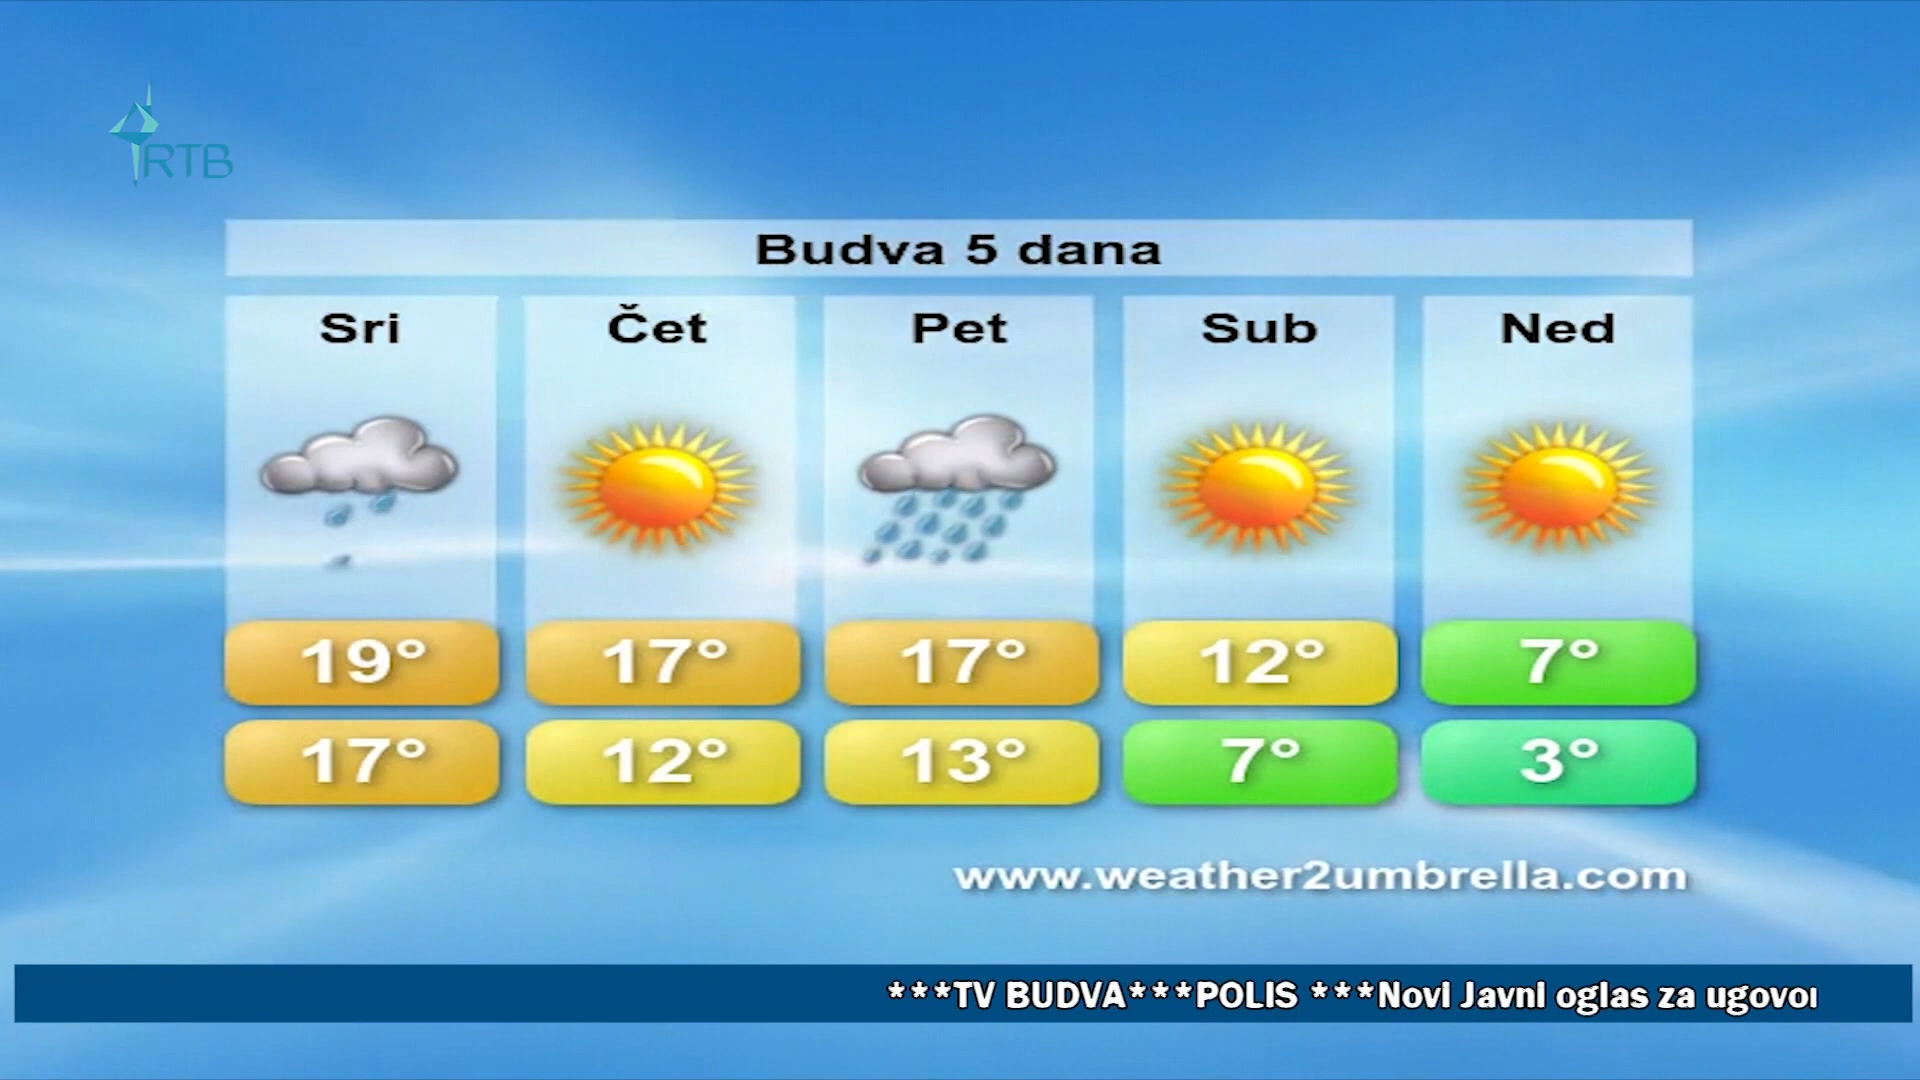 RTB
Budva 5 dana
Sri Čet Pet Sub Ned
19° 17° 17° 12° 7°
17° 12° 13° 7° 3°
www.weather2umbrella.com
***TV BUDVA***POLIS ***Novi Javni oglas za ugovor